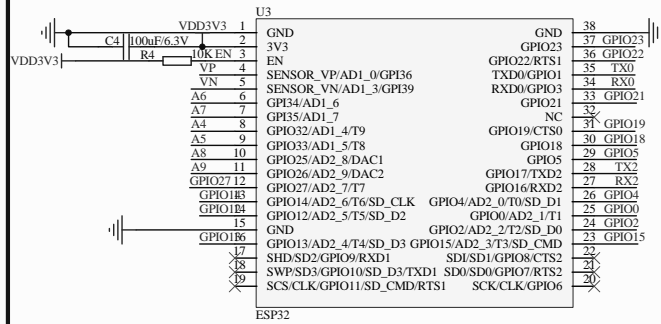 U3
VDD3V3 1 GND GND 38
C4 100uF/6.3V 2 3V3 GPIO23 37 GPIO23
VDD3V3 R4 10K EN 3 EN GPIO22/RTS1 36 GPIO22
VP 4 SENSOR_VP/AD1_0/GPI36 TXD0/GPIO1 35 TX0
VN 5 SENSOR_VN/AD1_3/GPI39 RXD0/GPIO3 34 RX0
A6 6 GPI34/AD1_6 GPIO21 33 GPIO21
A7 7 GPI35/AD1_7 NC 32
A4 8 GPIO32/AD1_4/T9 GPIO19/CTS0 31 GPIO19
A5 9 GPIO33/AD1_5/T8 GPIO18 30 GPIO18
A8 10 GPIO25/AD2_8/DAC1 GPIO5 29 GPIO5
A9 11 GPIO26/AD2_9/DAC2 GPIO17/TXD2 28 TX2
GPIO27 12 GPIO27/AD2_7/T7 GPIO16/RXD2 27 RX2
13 GPIO14/AD2_6/T6/SD_CLK GPIO4/AD2_0/T0/SD_D1 26 GPIO4
14 GPIO12/AD2_5/T5/SD_D2 GPIO0/AD2_1/T1 25 GPIO0
15 GND GPIO2/AD2_2/T2/SD_D0 24 GPIO2
16 GPIO13/AD2_4/T4/SD_D3 GPIO15/AD2_3/T3/SD_CMD 23 GPIO15
17 SHD/SD2/GPIO9/RXD1 SDI/SD1/GPIO8/CTS2 22
18 SWP/SD3/GPIO10/SD_D3/TXD1 SD0/SD0/GPIO7/RTS2 21
19 SCS/CLK/GPIO11/SD_CMD/RTS1 SCK/CLK/GPIO6 20
ESP32